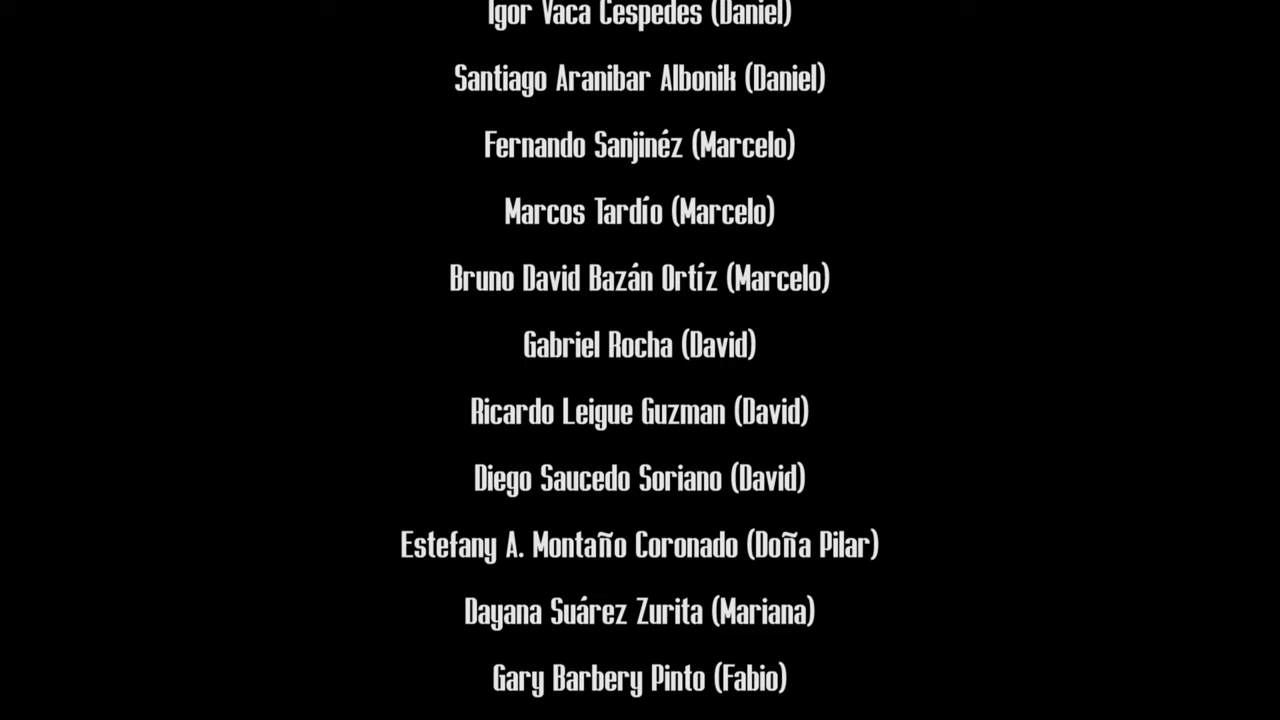 Igor Vaca Cespedes (Daniel)
Santiago Aranibar Albonik (Daniel)
Fernando Sanjinéz (Marcelo)
Marcos Tardío (Marcelo)
Bruno David Bazán Ortíz (Marcelo)
Gabriel Rocha (David)
Ricardo Leigue Guzman (David)
Diego Saucedo Soriano (David)
Estefany A. Montaño Coronado (Doña Pilar)
Dayana Suárez Zurita (Mariana)
Gary Barbery Pinto (Fabio)